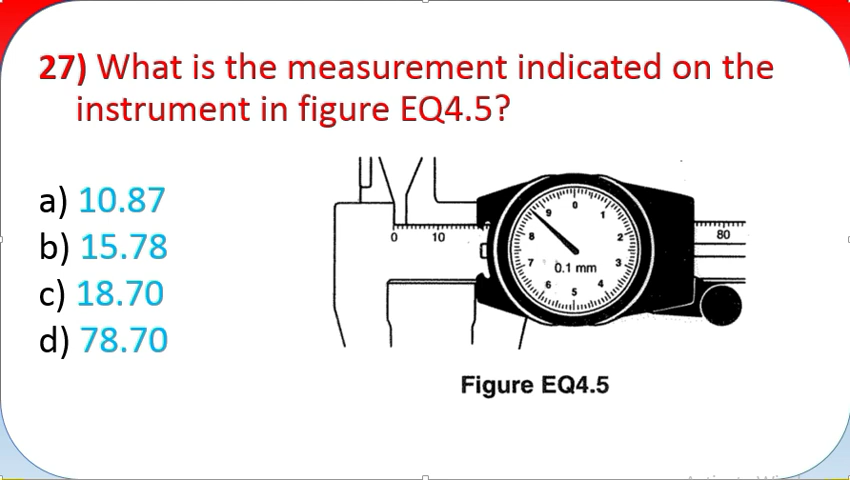 27) What is the measurement indicated on the
instrument in figure EQ4.5?
a) 10.87
b) 15.78
c) 18.70
d) 78.70
0 10 80
0
1
2
3
4
5
6
7
8
9
0.1 mm
Figure EQ4.5